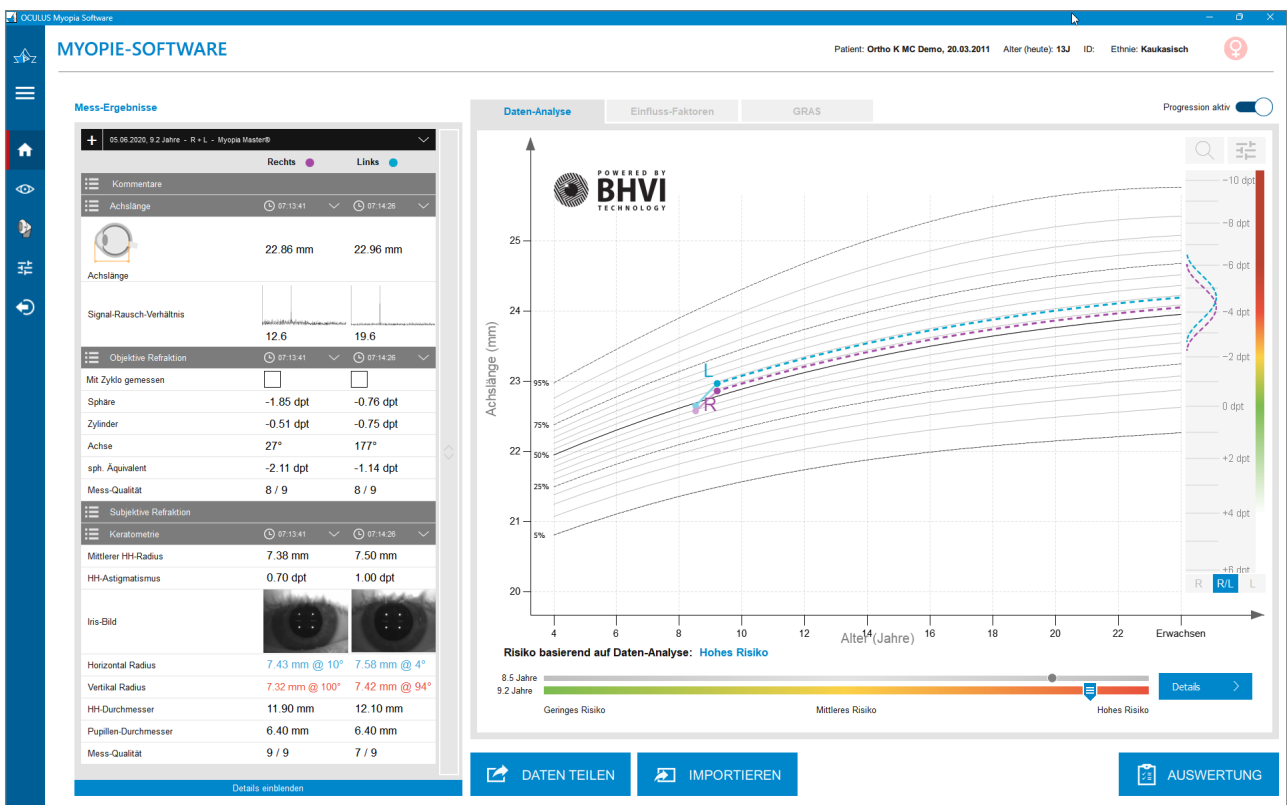 OCULUS Myopia Software
MYOPIE-SOFTWARE
Patient: Ortho K MC Demo, 20.03.2011 Alter (heute): 13J ID: Ethnie: Kaukasisch
Mess-Ergebnisse
05.06.2020, 9.2 Jahre - R + L - Myopia Master®
Rechts Links
Kommentare
Achslänge 07:13:41 07:14:26
22.86 mm 22.96 mm
Achslänge
Signal-Rausch-Verhältnis
12.6 19.6
Objektive Refraktion 07:13:41 07:14:26
Mit Zyklo gemessen
Sphäre -1.85 dpt -0.76 dpt
Zylinder -0.51 dpt -0.75 dpt
Achse 27° 177°
sph. Äquivalent -2.11 dpt -1.14 dpt
Mess-Qualität 8 / 9 8 / 9
Subjektive Refraktion
Keratometrie 07:13:41 07:14:26
Mittlerer HH-Radius 7.38 mm 7.50 mm
HH-Astigmatismus 0.70 dpt 1.00 dpt
Iris-Bild
Horizontal Radius 7.43 mm @ 10° 7.58 mm @ 4°
Vertikal Radius 7.32 mm @ 100° 7.42 mm @ 94°
HH-Durchmesser 11.90 mm 12.10 mm
Pupillen-Durchmesser 6.40 mm 6.40 mm
Mess-Qualität 9 / 9 7 / 9
Details einblenden
Daten-Analyse Einfluss-Faktoren GRAS
Progression aktiv
POWERED BY
BHVI
TECHNOLOGY
Achslänge (mm)
25
24
23
22
21
20
95%
75%
50%
25%
5%
L
R
-10 dpt
-8 dpt
-6 dpt
-4 dpt
-2 dpt
0 dpt
+2 dpt
+4 dpt
+6 dpt
R R/L L
4 6 8 10 12 14 16 18 20 22 Erwachsen
Alter (Jahre)
Risiko basierend auf Daten-Analyse: Hohes Risiko
8.5 Jahre
9.2 Jahre
Geringes Risiko Mittleres Risiko Hohes Risiko
Details
DATEN TEILEN IMPORTIEREN AUSWERTUNG